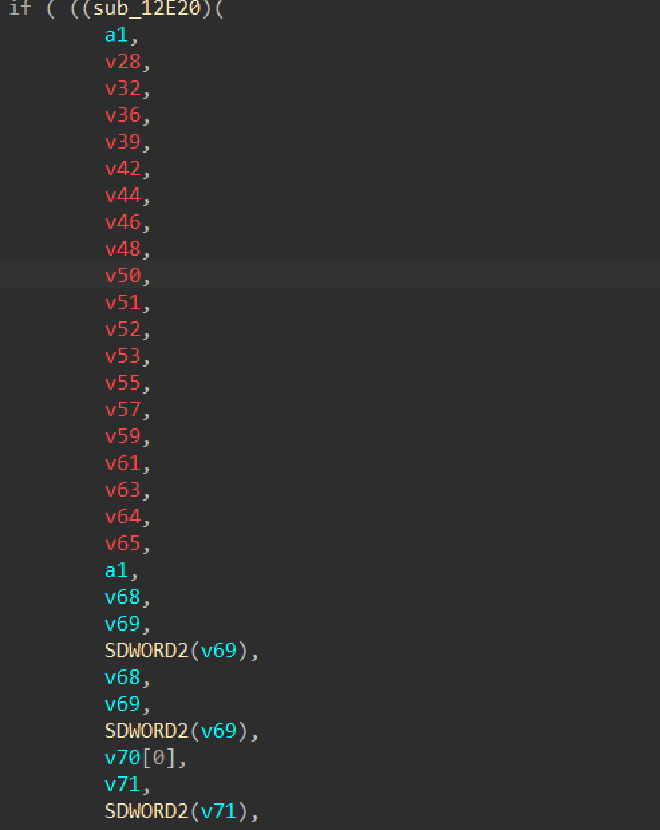 if ( ((sub_12E20)(
a1,
v28,
v32,
v36,
v39,
v42,
v44,
v46,
v48,
v50,
v51,
v52,
v53,
v55,
v57,
v59,
v61,
v63,
v64,
v65,
a1,
v68,
v69,
SDWORD2(v69),
v68,
v69,
SDWORD2(v69),
v70[0],
v71,
SDWORD2(v71),